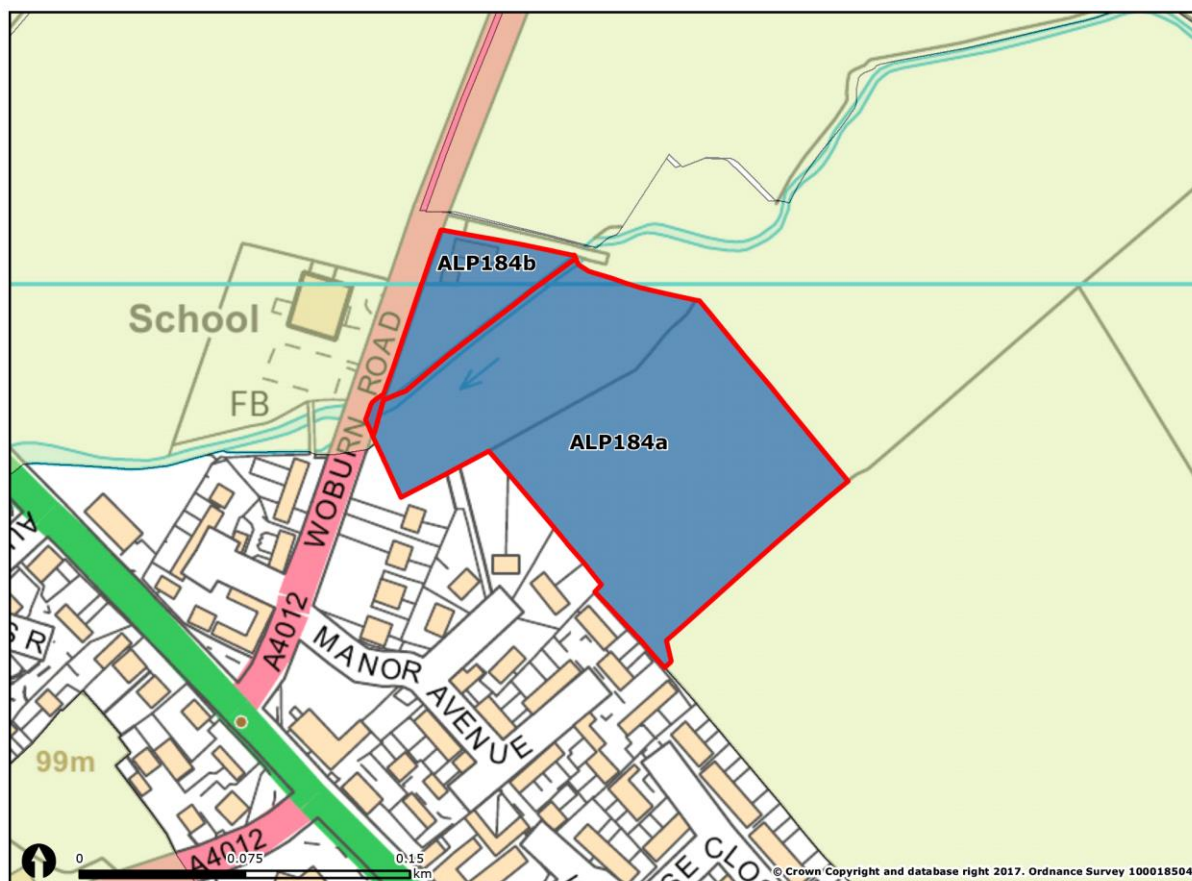 ALP184b
School
WOBURN ROAD
FB
ALP184a
A4012
MANOR AVENUE
99m
A4012
CLO
0 0.075 0.15
km
© Crown Copyright and database right 2017. Ordnance Survey 100018504